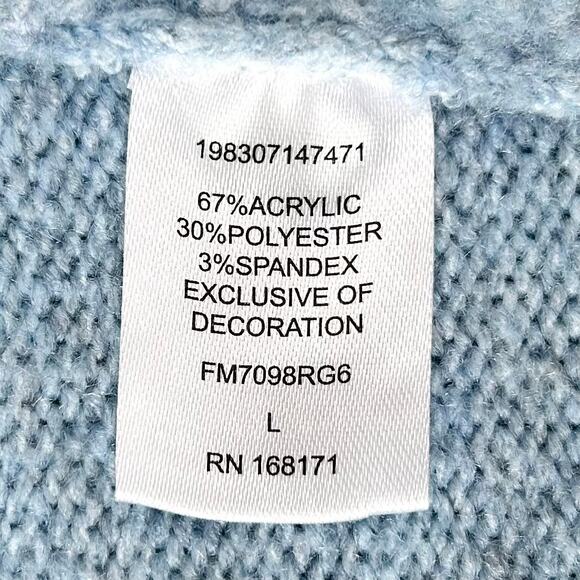 198307147471
67%ACRYLIC
30%POLYESTER
3%SPANDEX
EXCLUSIVE OF
DECORATION
FM7098RG6
L
RN 168171